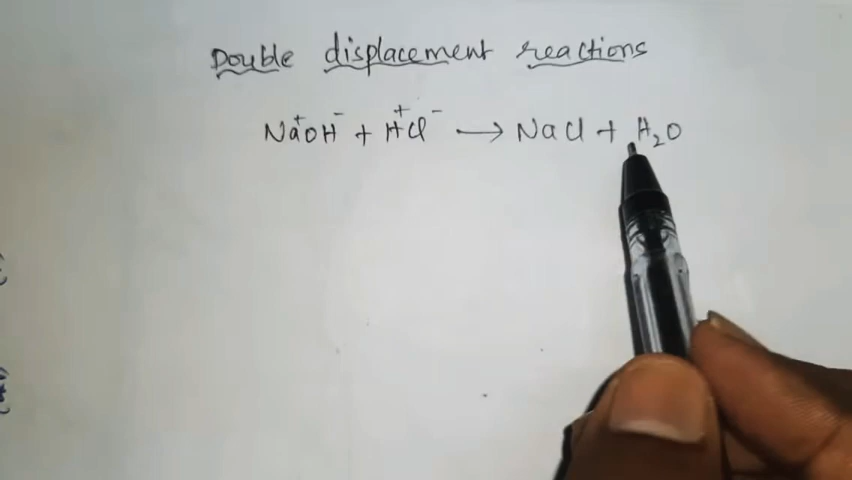 Double displacement reactions
Na⁺OH⁻ + H⁺Cl⁻ → NaCl + H₂O